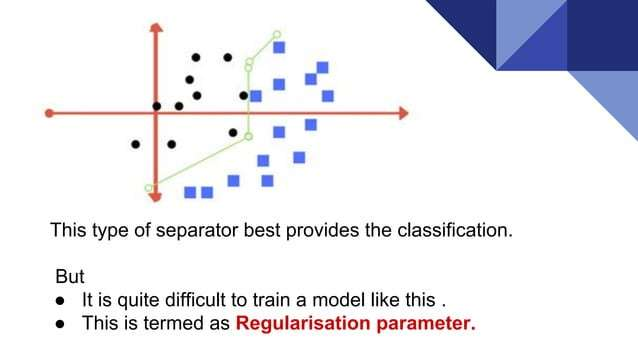 This type of separator best provides the classification.
But
● It is quite difficult to train a model like this .
● This is termed as Regularisation parameter.